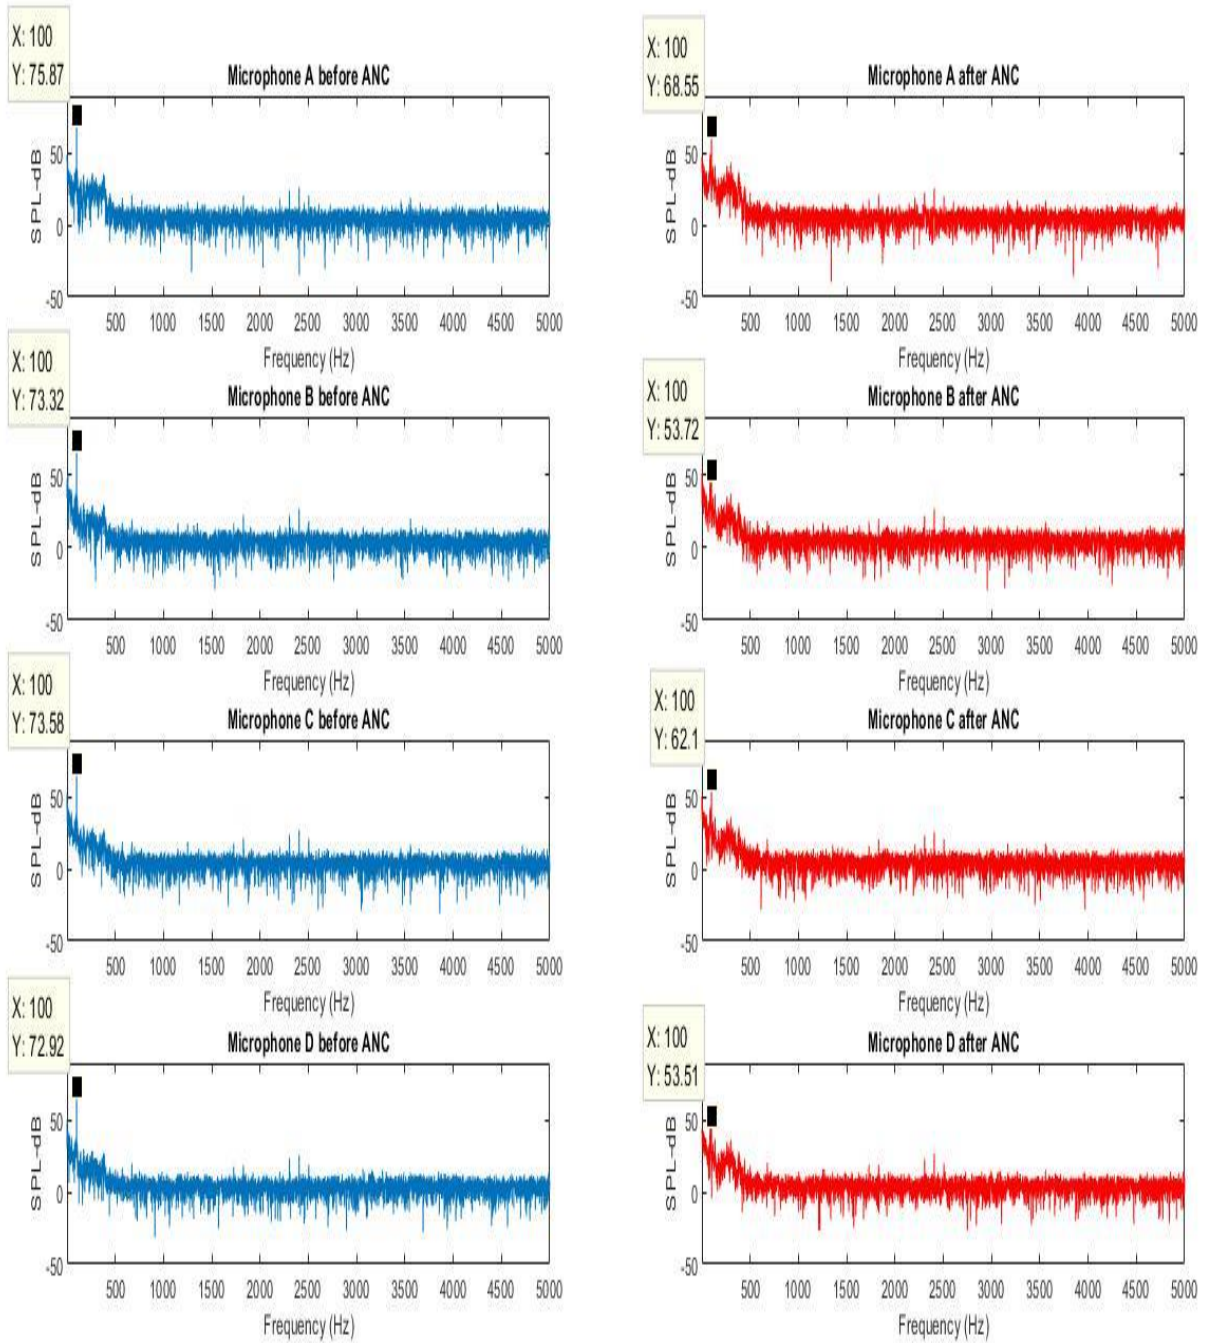 X: 100
Y: 75.87
Microphone A before ANC
SPL-dB
50
0
-50
500 1000 1500 2000 2500 3000 3500 4000 4500 5000
Frequency (Hz)
X: 100
Y: 68.55
Microphone A after ANC
SPL-dB
50
0
-50
500 1000 1500 2000 2500 3000 3500 4000 4500 5000
Frequency (Hz)
X: 100
Y: 73.32
Microphone B before ANC
SPL-dB
50
0
-50
500 1000 1500 2000 2500 3000 3500 4000 4500 5000
Frequency (Hz)
X: 100
Y: 53.72
Microphone B after ANC
SPL-dB
50
0
-50
500 1000 1500 2000 2500 3000 3500 4000 4500 5000
Frequency (Hz)
X: 100
Y: 73.58
Microphone C before ANC
SPL-dB
50
0
-50
500 1000 1500 2000 2500 3000 3500 4000 4500 5000
Frequency (Hz)
X: 100
Y: 62.1
Microphone C after ANC
SPL-dB
50
0
-50
500 1000 1500 2000 2500 3000 3500 4000 4500 5000
Frequency (Hz)
X: 100
Y: 72.92
Microphone D before ANC
SPL-dB
50
0
-50
500 1000 1500 2000 2500 3000 3500 4000 4500 5000
Frequency (Hz)
X: 100
Y: 53.51
Microphone D after ANC
SPL-dB
50
0
-50
500 1000 1500 2000 2500 3000 3500 4000 4500 5000
Frequency (Hz)